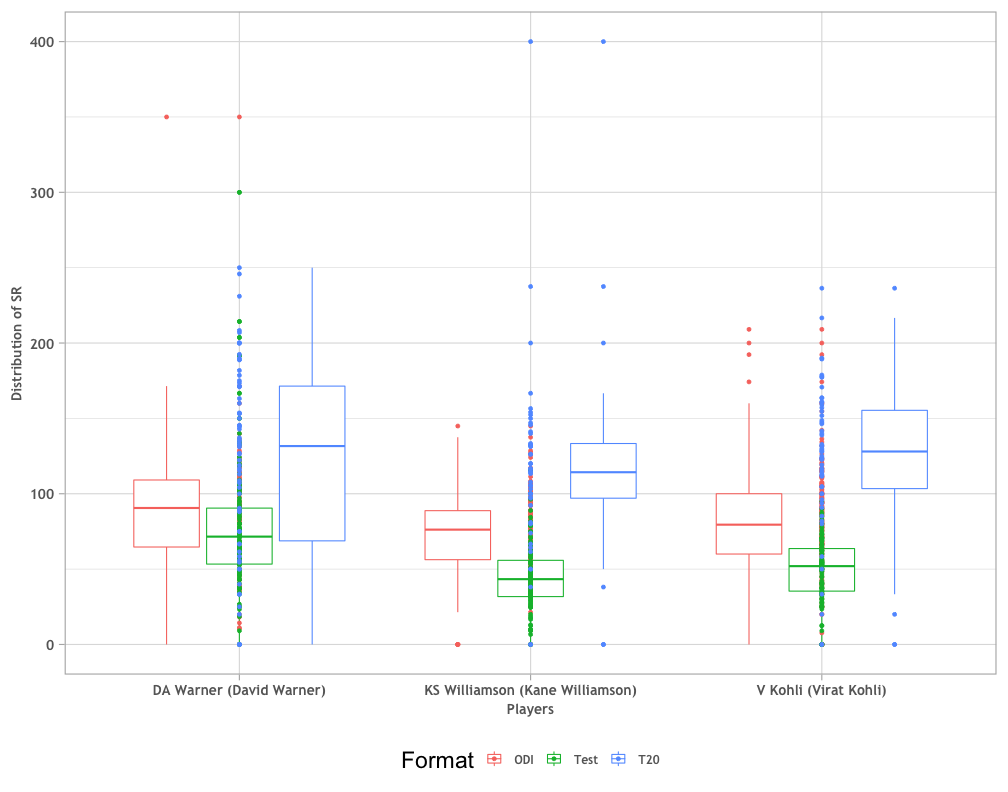 400
300
200
100
0
Distribution of SR
DA Warner (David Warner) KS Williamson (Kane Williamson) V Kohli (Virat Kohli)
Players
Format ODI Test T20